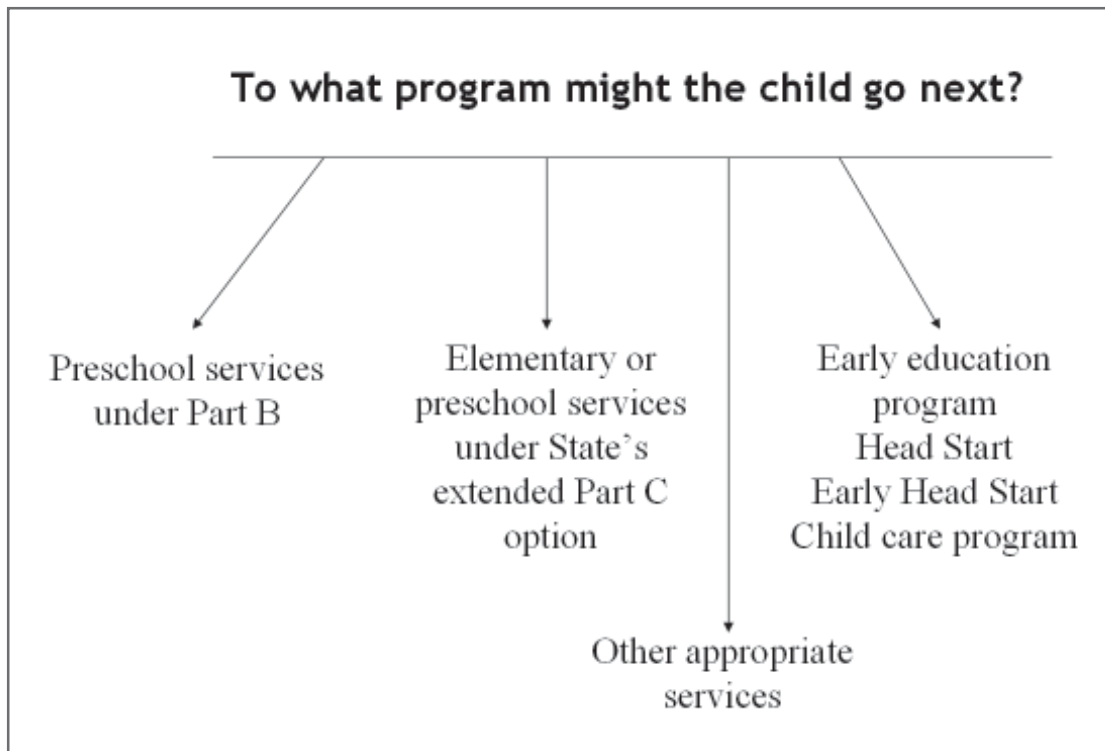 To what program might the child go next?
Preschool services
under Part B
Elementary or
preschool services
under State’s
extended Part C
option
Early education
program
Head Start
Early Head Start
Child care program
Other appropriate
services